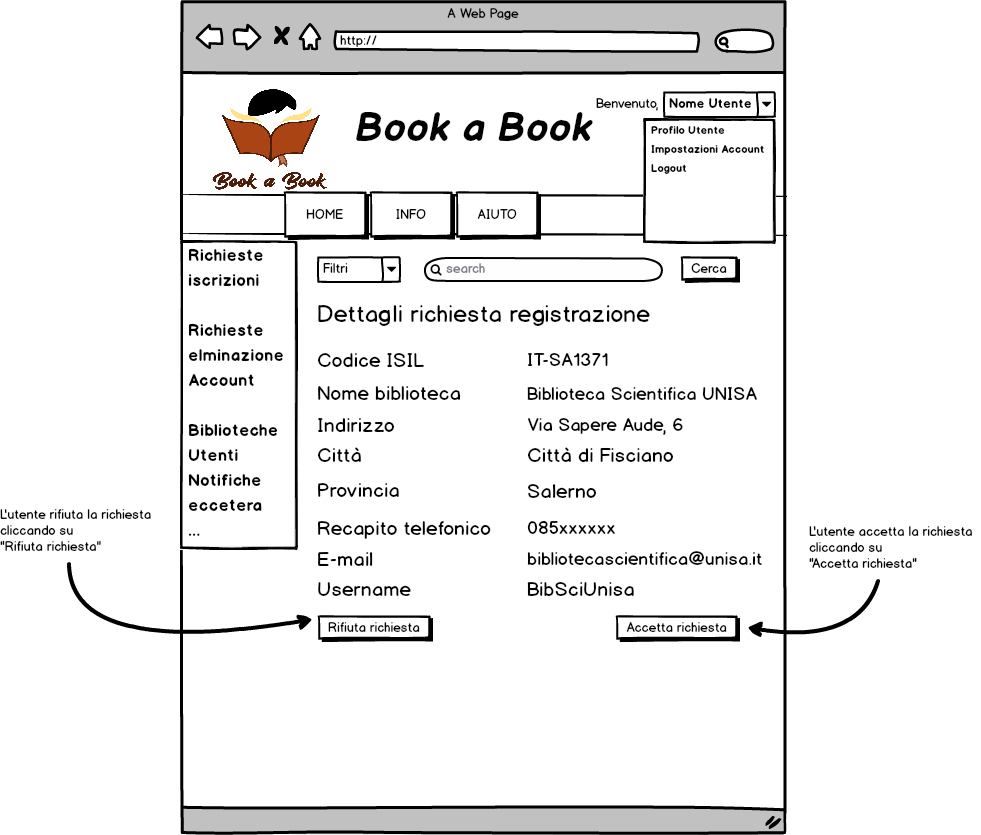 A Web Page
http://
Benvenuto, Nome Utente
Book a Book
Profilo Utente
Impostazioni Account
Logout
Book a Book
HOME
INFO
AIUTO
Richieste
iscrizioni
Richieste
elminazione
Account
Biblioteche
Utenti
Notifiche
eccetera
...
Filtri
search
Cerca
Dettagli richiesta registrazione
Codice ISIL IT-SA1371
Nome biblioteca Biblioteca Scientifica UNISA
Indirizzo Via Sapere Aude, 6
Città Città di Fisciano
Provincia Salerno
Recapito telefonico 085xxxxxx
E-mail bibliotecascientifica@unisa.it
Username BibSciUnisa
Rifiuta richiesta
Accetta richiesta
L'utente rifiuta la richiesta
cliccando su
"Rifiuta richiesta"
L'utente accetta la richiesta
cliccando su
"Accetta richiesta"